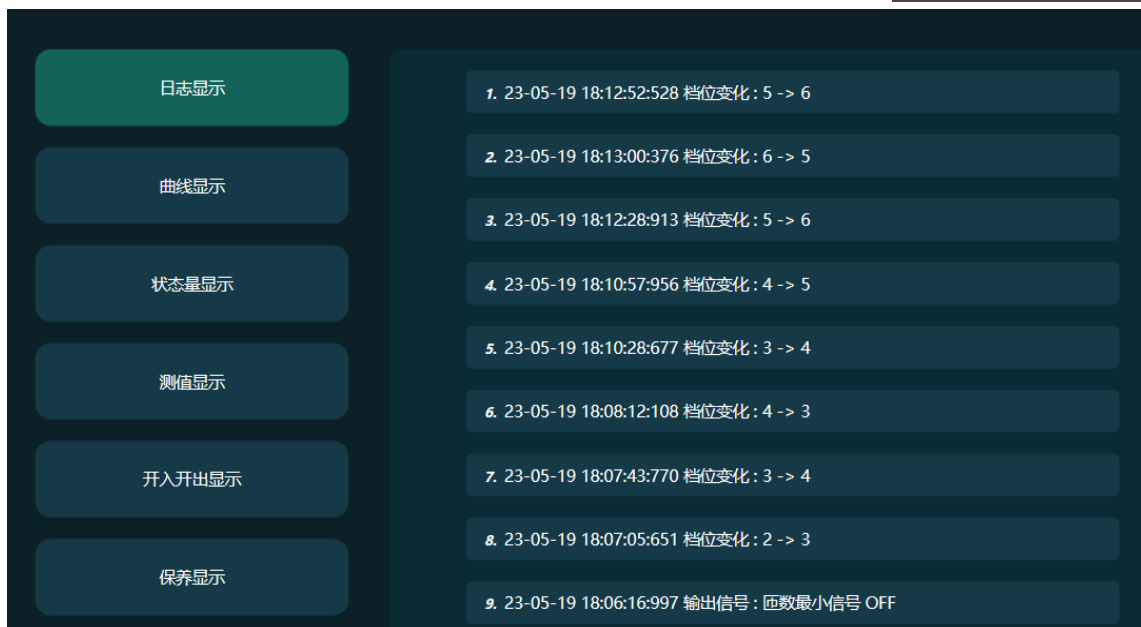 日志显示
曲线显示
状态量显示
测值显示
开入开出显示
保养显示
1. 23-05-19 18:12:52:528 档位变化 : 5 -> 6
2. 23-05-19 18:13:00:376 档位变化 : 6 -> 5
3. 23-05-19 18:12:28:913 档位变化 : 5 -> 6
4. 23-05-19 18:10:57:956 档位变化 : 4 -> 5
5. 23-05-19 18:10:28:677 档位变化 : 3 -> 4
6. 23-05-19 18:08:12:108 档位变化 : 4 -> 3
7. 23-05-19 18:07:43:770 档位变化 : 3 -> 4
8. 23-05-19 18:07:05:651 档位变化 : 2 -> 3
9. 23-05-19 18:06:16:997 输出信号 : 匝数最小信号 OFF